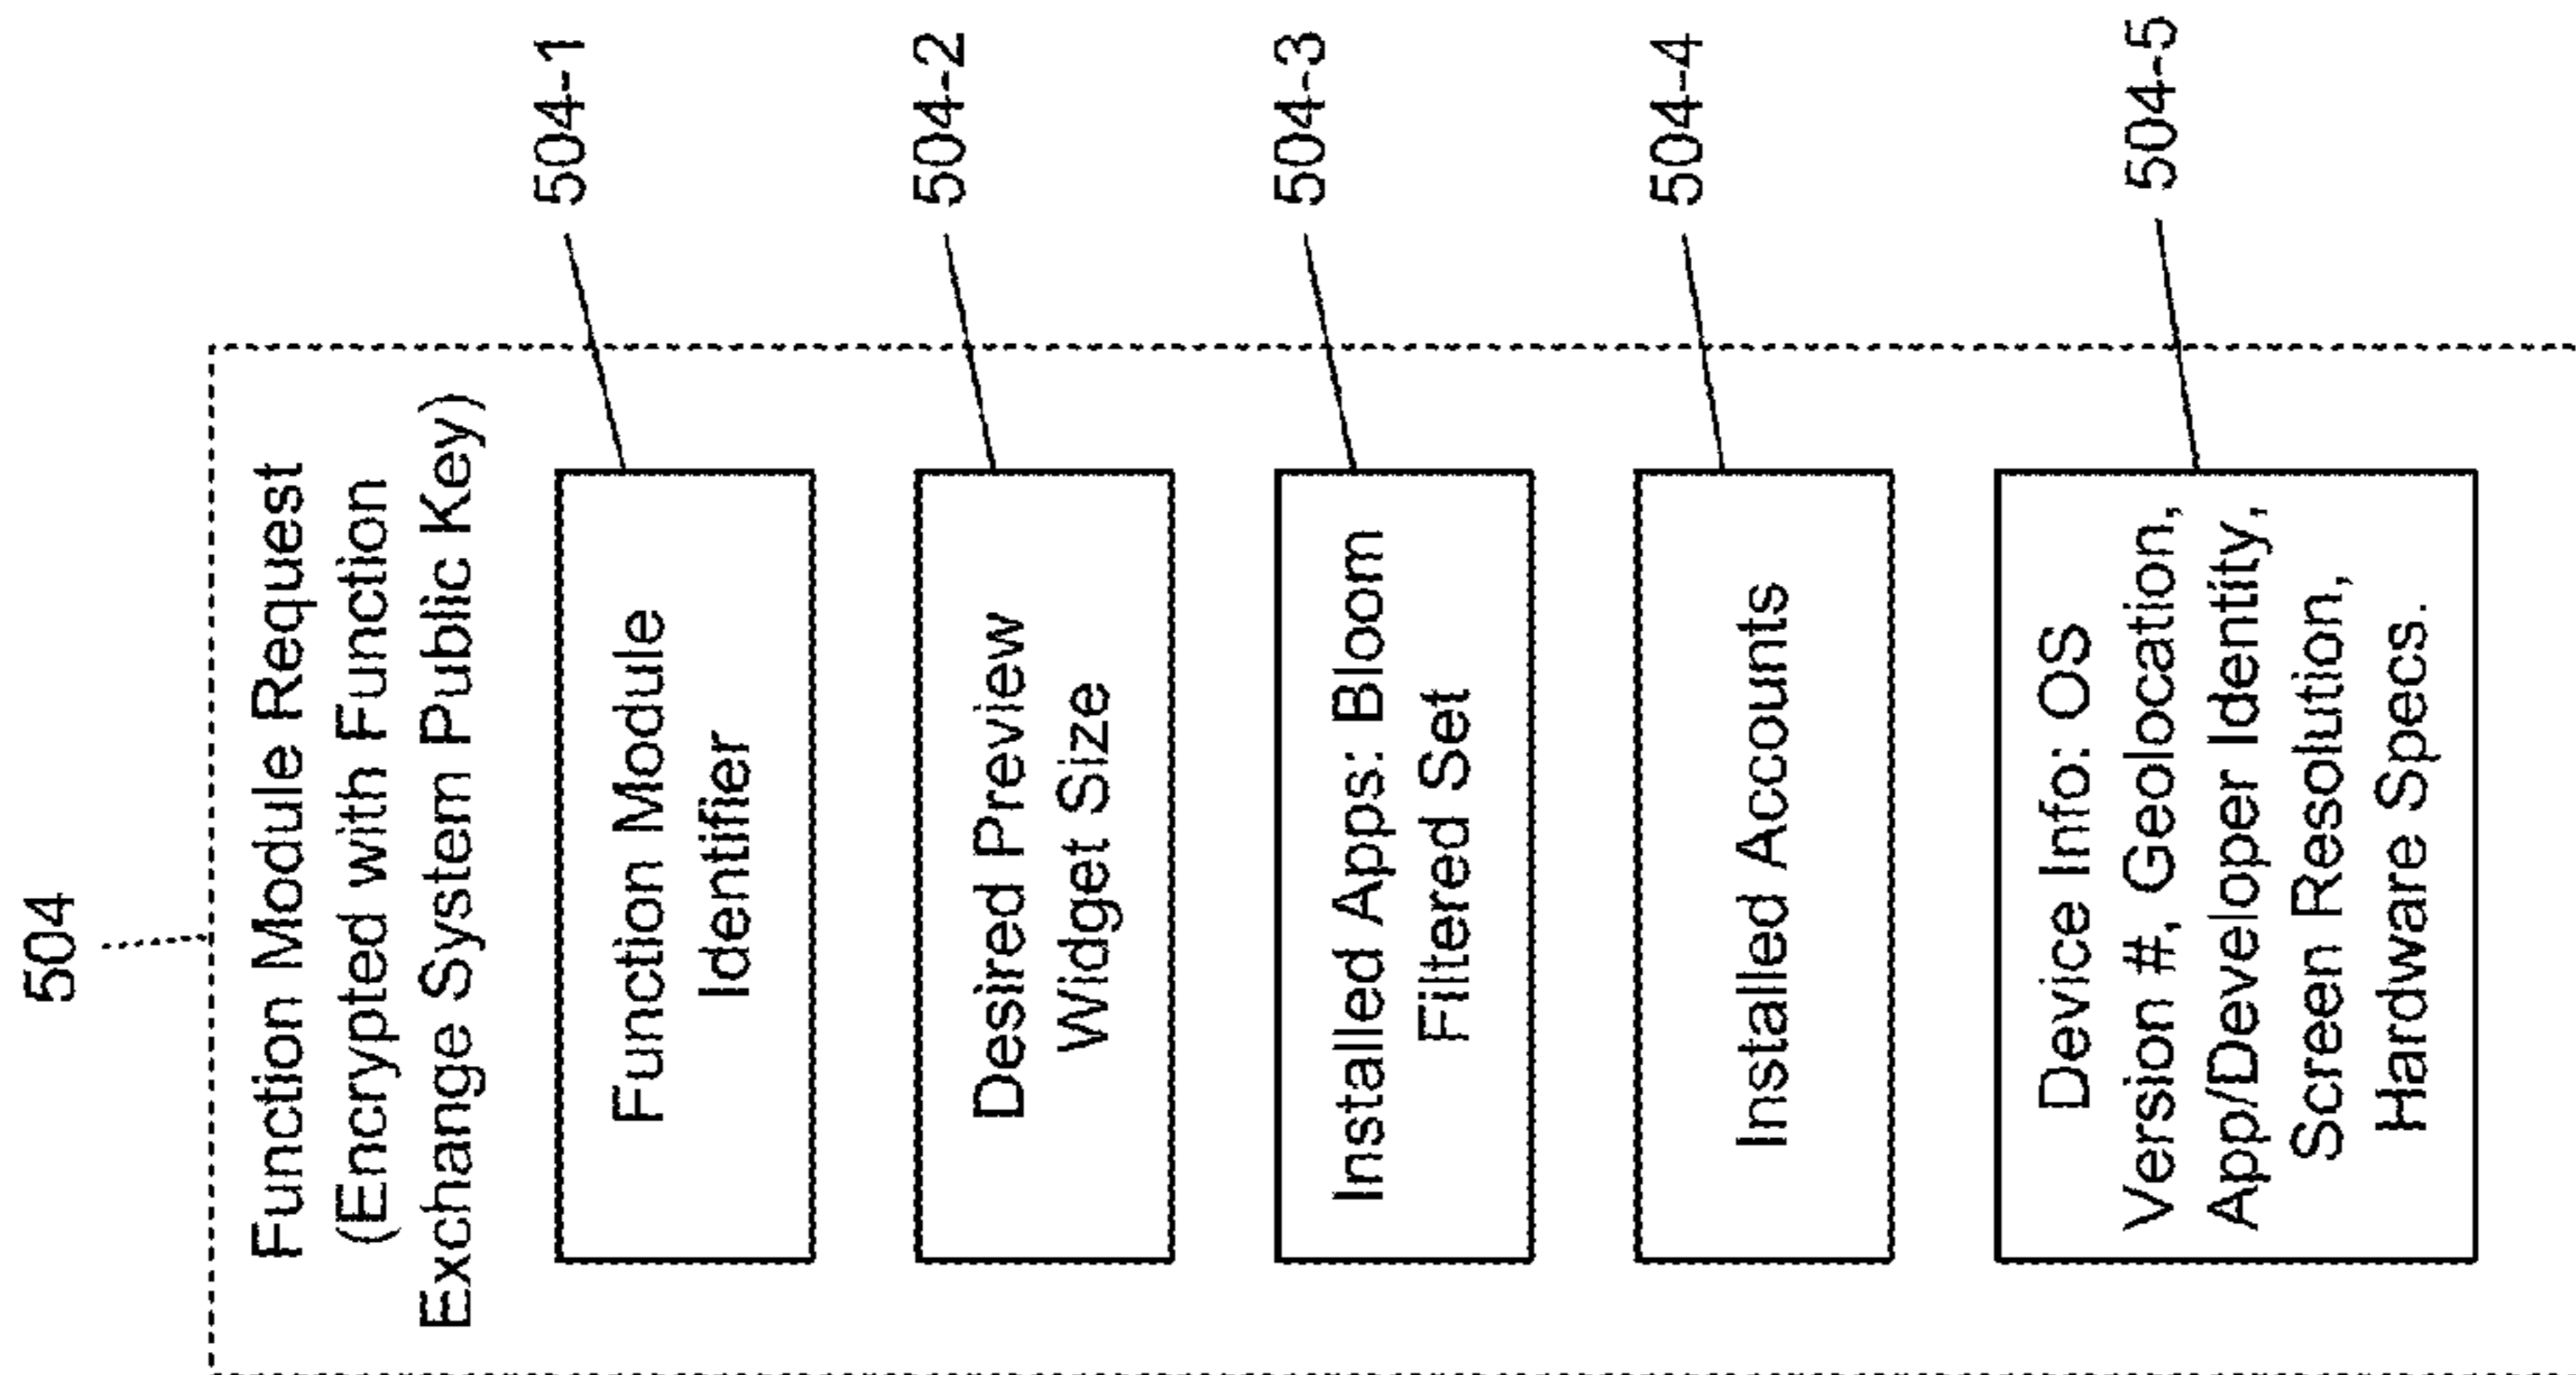 504
Function Module Request
(Encrypted with Function
Exchange System Public Key)
Function Module
Identifier
504-1
Desired Preview
Widget Size
504-2
Installed Apps: Bloom
Filtered Set
504-3
Installed Accounts
504-4
Device Info: OS
Version #, Geolocation,
App/Developer Identity,
Screen Resolution,
Hardware Specs.
504-5